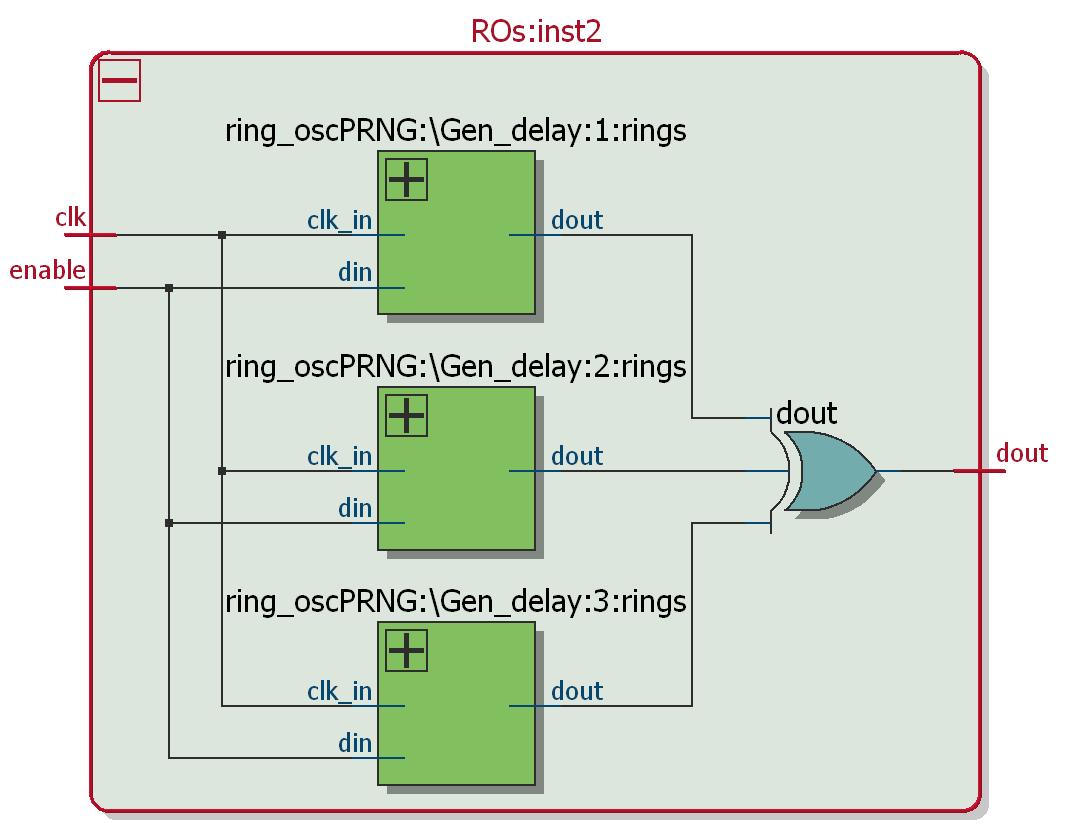 ROs:inst2
ring_oscPRNG:\Gen_delay:1:rings
clk
clk_in
dout
enable
din
ring_oscPRNG:\Gen_delay:2:rings
dout
clk_in
dout
dout
din
ring_oscPRNG:\Gen_delay:3:rings
clk_in
dout
din